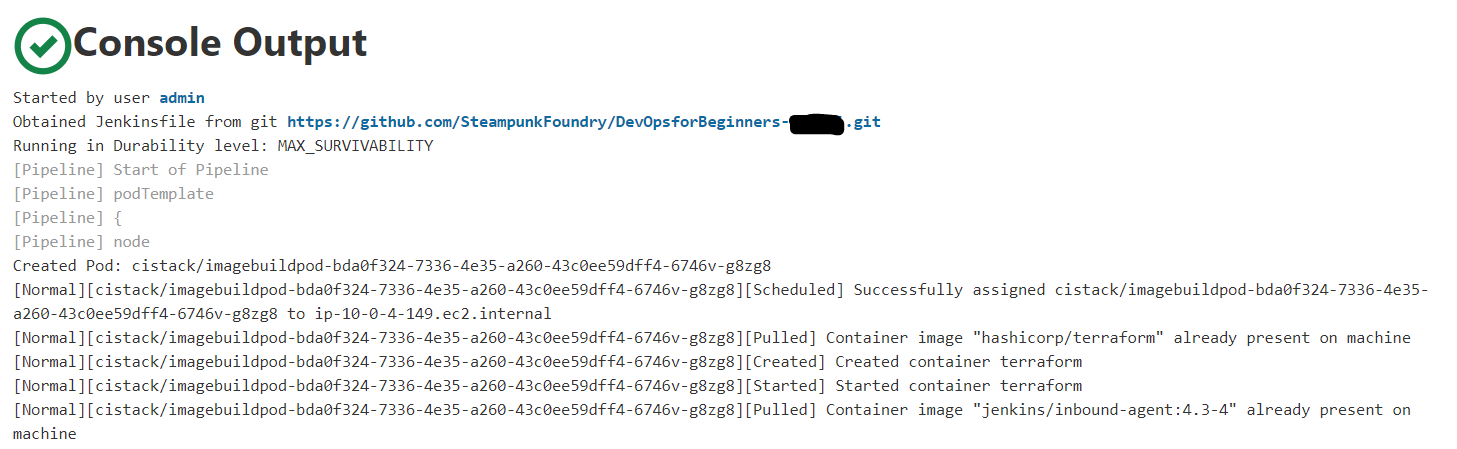 Console Output
Started by user admin
Obtained Jenkinsfile from git https://github.com/SteampunkFoundry/DevOpsforBeginners-.git
Running in Durability level: MAX_SURVIVABILITY
[Pipeline] Start of Pipeline
[Pipeline] podTemplate
[Pipeline] {
[Pipeline] node
Created Pod: cistack/imagebuildpod-bda0f324-7336-4e35-a260-43c0ee59dff4-6746v-g8zg8
[Normal][cistack/imagebuildpod-bda0f324-7336-4e35-a260-43c0ee59dff4-6746v-g8zg8][Scheduled] Successfully assigned cistack/imagebuildpod-bda0f324-7336-4e35-
a260-43c0ee59dff4-6746v-g8zg8 to ip-10-0-4-149.ec2.internal
[Normal][cistack/imagebuildpod-bda0f324-7336-4e35-a260-43c0ee59dff4-6746v-g8zg8][Pulled] Container image "hashicorp/terraform" already present on machine
[Normal][cistack/imagebuildpod-bda0f324-7336-4e35-a260-43c0ee59dff4-6746v-g8zg8][Created] Created container terraform
[Normal][cistack/imagebuildpod-bda0f324-7336-4e35-a260-43c0ee59dff4-6746v-g8zg8][Started] Started container terraform
[Normal][cistack/imagebuildpod-bda0f324-7336-4e35-a260-43c0ee59dff4-6746v-g8zg8][Pulled] Container image "jenkins/inbound-agent:4.3-4" already present on
machine